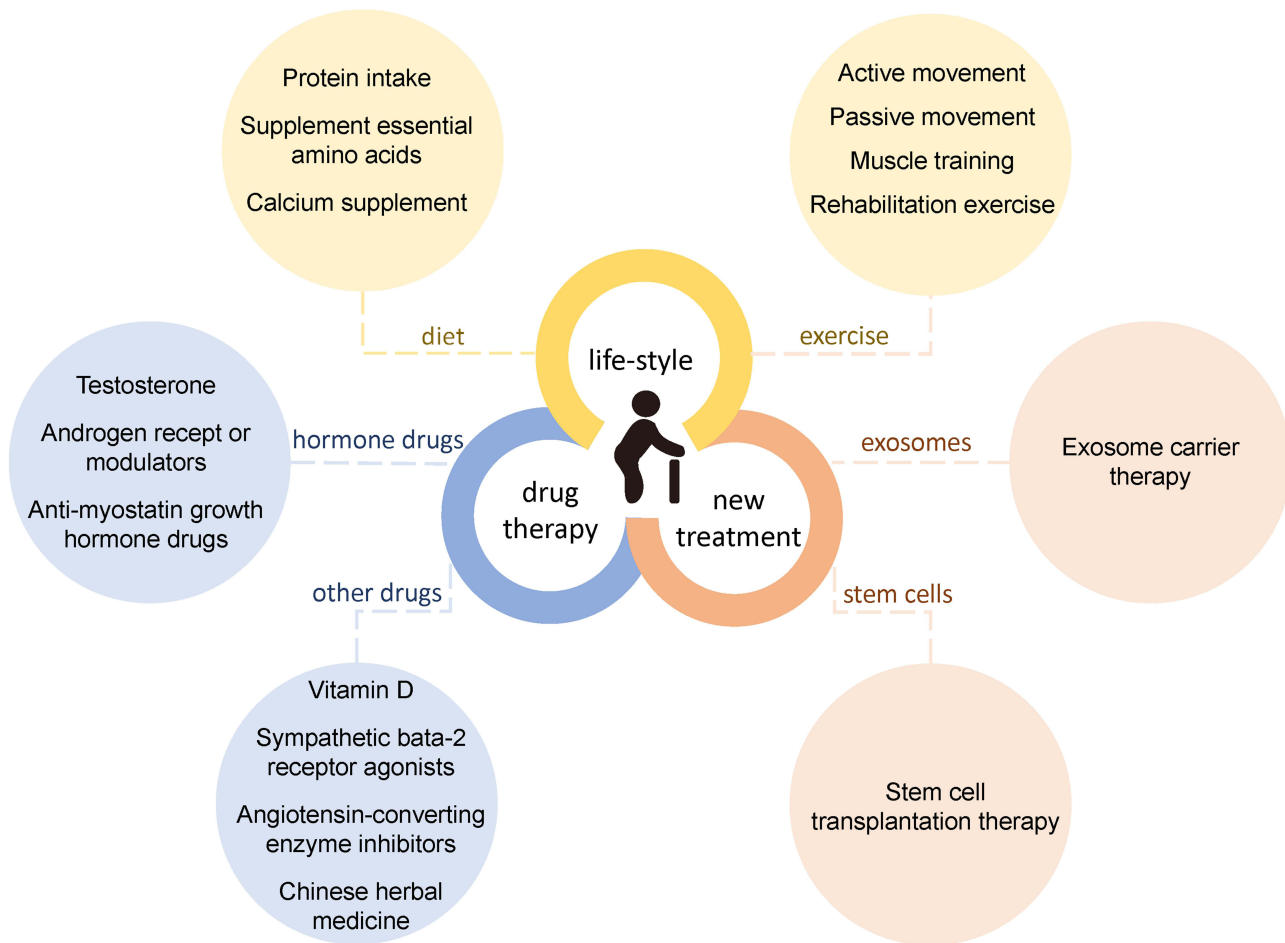 Protein intake
Supplement essential
amino acids
Calcium supplement
Active movement
Passive movement
Muscle training
Rehabilitation exercise
diet
exercise
life-style
Testosterone
Androgen recept or
modulators
Anti-myostatin growth
hormone drugs
hormone drugs
exosomes
Exosome carrier
therapy
drug
therapy
new
treatment
other drugs
stem cells
Vitamin D
Sympathetic bata-2
receptor agonists
Angiotensin-converting
enzyme inhibitors
Chinese herbal
medicine
Stem cell
transplantation therapy